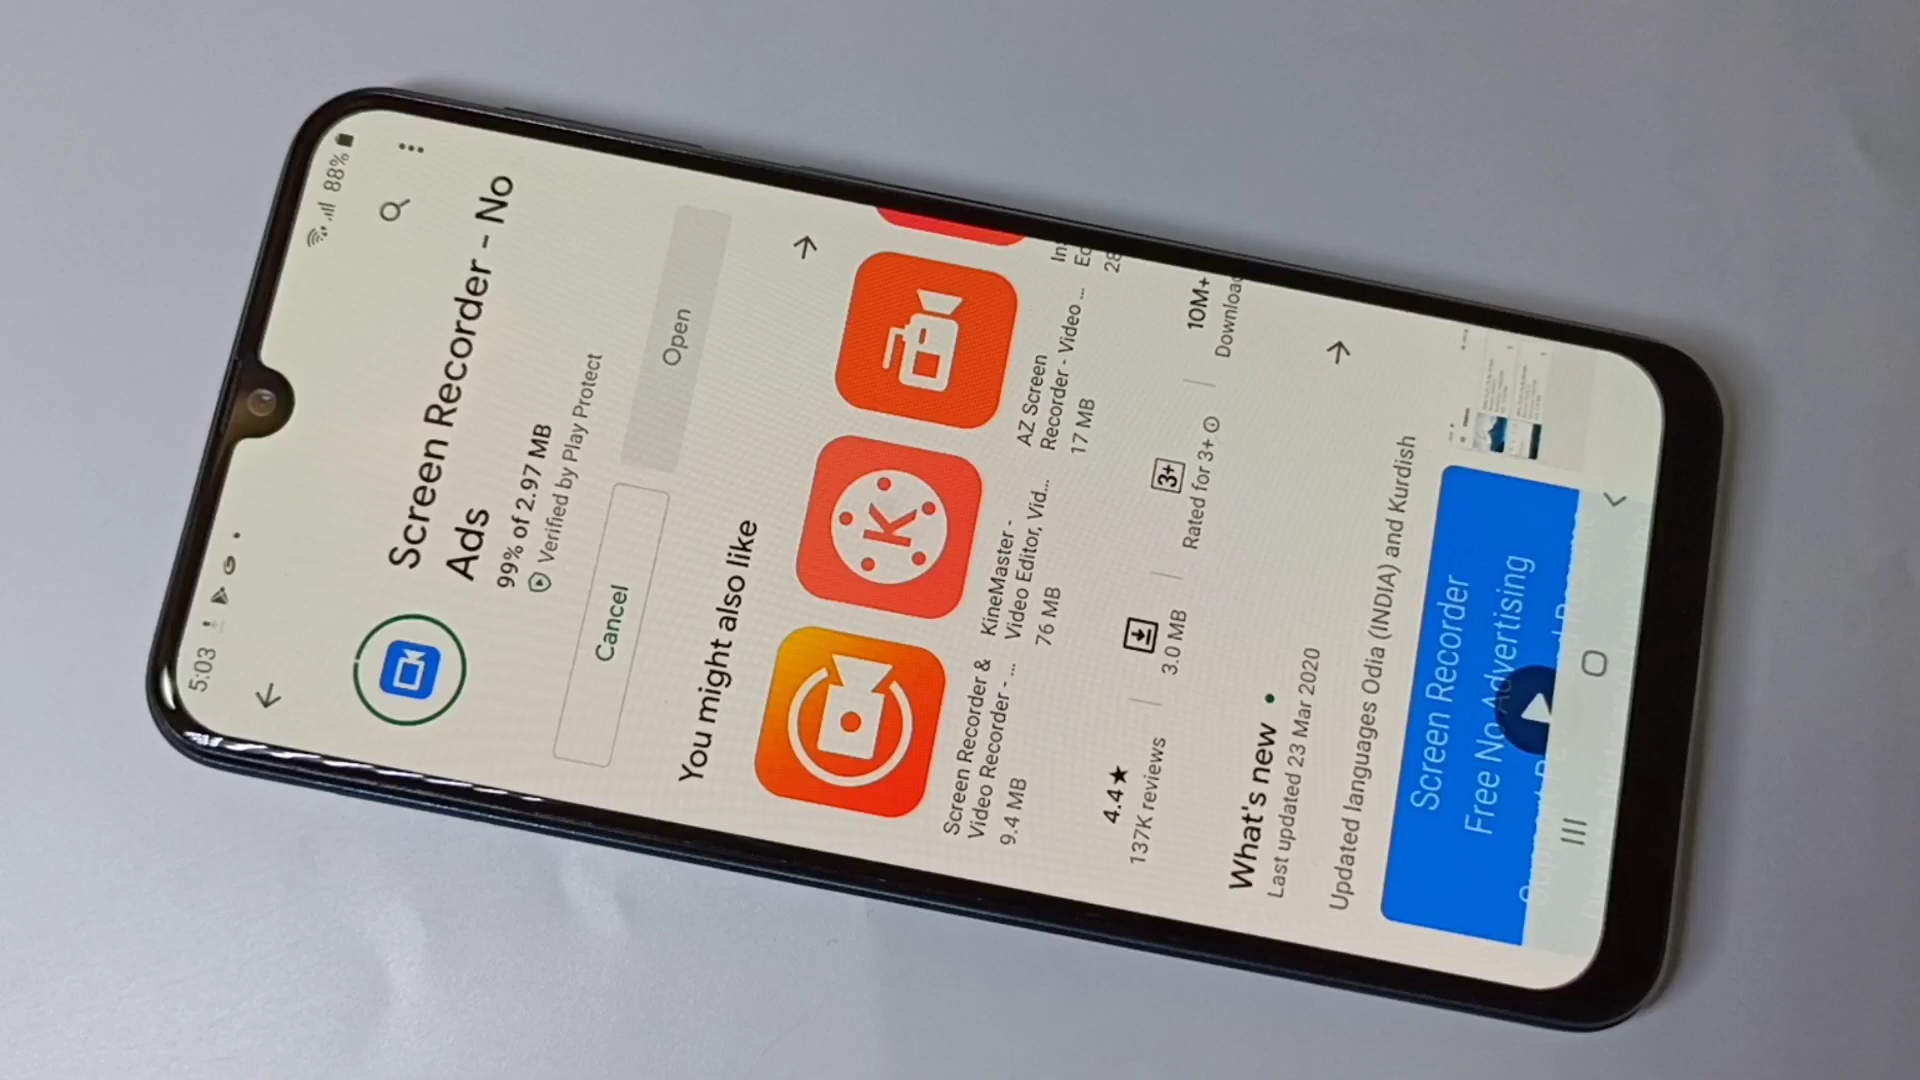 5:03
88%
Screen Recorder - No
Ads
99% of 2.97 MB
Verified by Play Protect
Cancel
Open
You might also like
Screen Recorder &
Video Recorder - ...
9.4 MB
K
KineMaster -
Video Editor, Vid...
76 MB
AZ Screen
Recorder - Video ...
17 MB
28
4.4★
137K reviews
3.0 MB
3+
Rated for 3+
10M+
What's new
Last updated 23 Mar 2020
Updated languages Odia (INDIA) and Kurdish
Screen Recorder
Free No Advertising